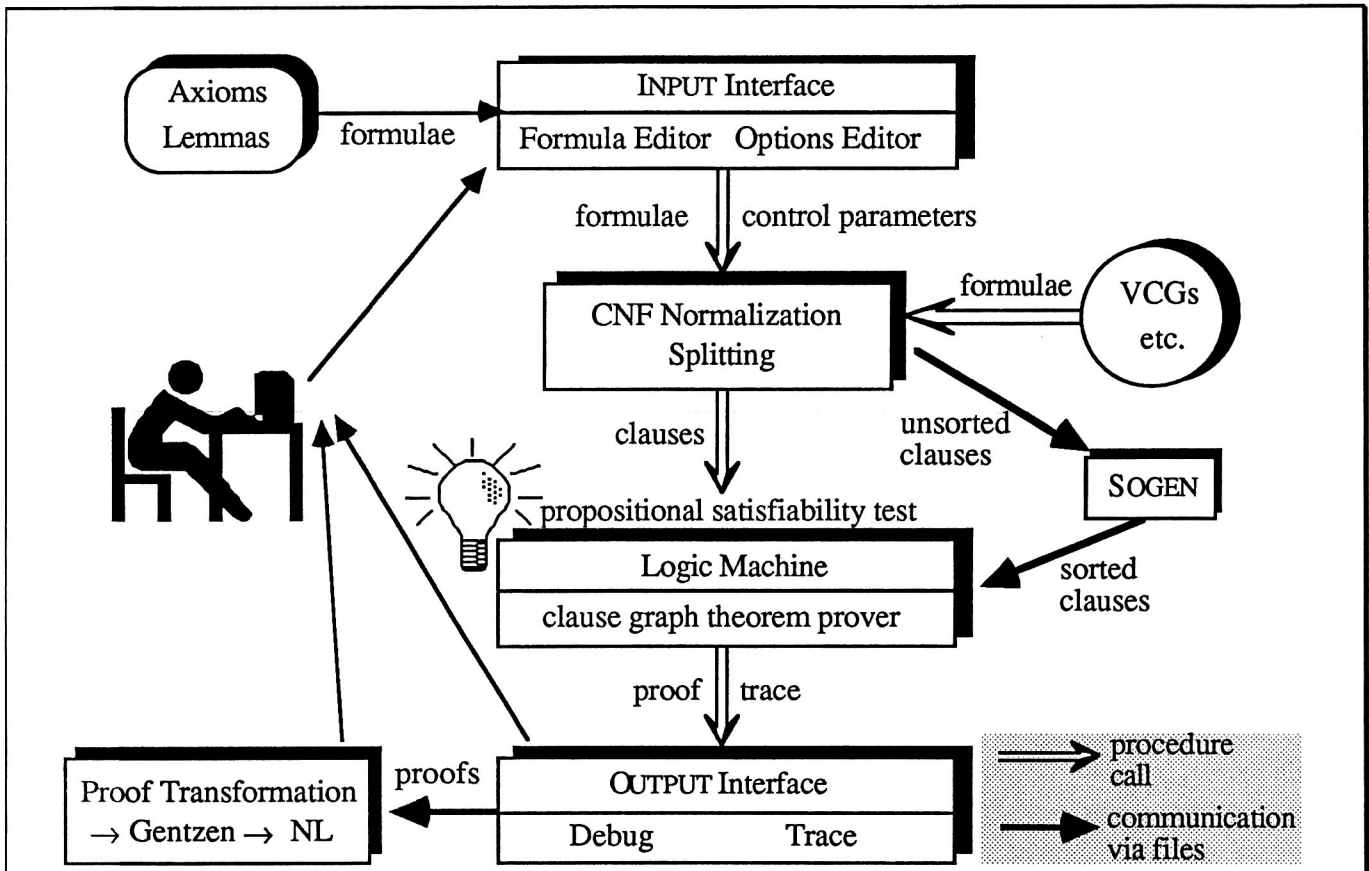 Axioms
Lemmas
formulae
INPUT Interface
Formula Editor Options Editor
formulae
control parameters
CNF Normalization
Splitting
formulae
VCGs
etc.
clauses
unsorted
clauses
SOGEN
propositional satisfiability test
Logic Machine
clause graph theorem prover
sorted
clauses
proof
trace
Proof Transformation
→ Gentzen → NL
proofs
OUTPUT Interface
Debug Trace
procedure
call
communication
via files